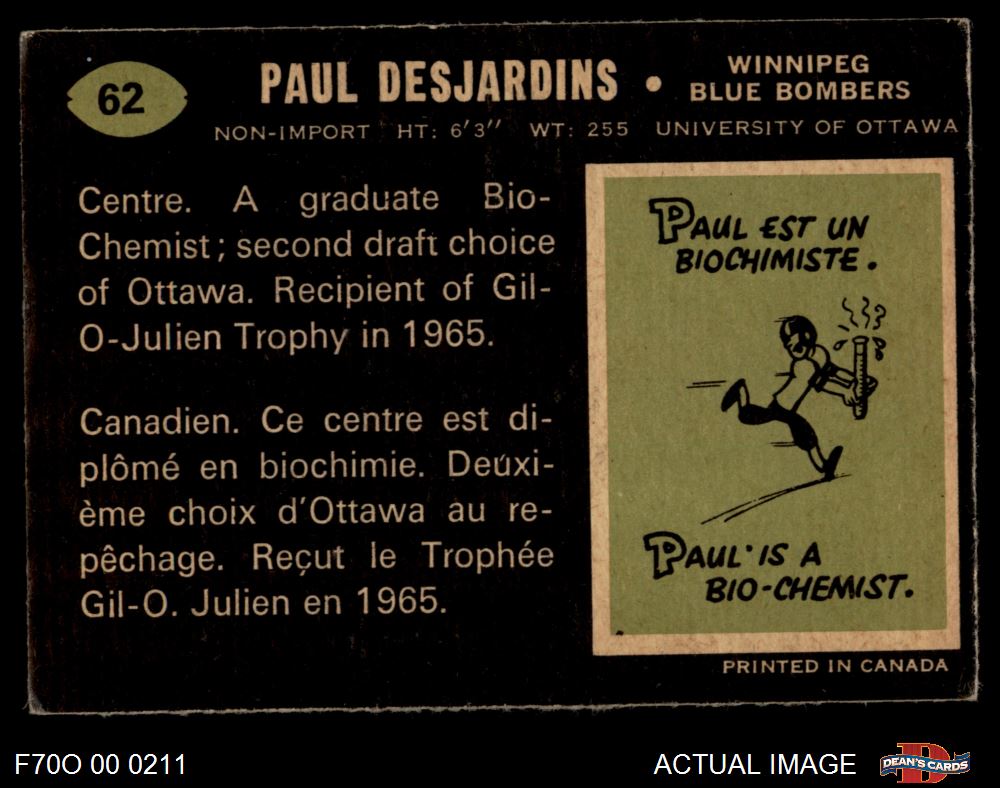 62
PAUL DESJARDINS • WINNIPEG
BLUE BOMBERS
NON-IMPORT HT: 6'3'' WT: 255 UNIVERSITY OF OTTAWA
Centre. A graduate Bio-
Chemist; second draft choice
of Ottawa. Recipient of Gil-
O-Julien Trophy in 1965.
Canadien. Ce centre est di-
plômé en biochimie. Deuxi-
ème choix d'Ottawa au re-
pêchage. Reçut le Trophée
Gil-O. Julien en 1965.
PAUL EST UN
BIOCHIMISTE.
PAUL IS A
BIO-CHEMIST.
PRINTED IN CANADA
F70O 00 0211
ACTUAL IMAGE
D
DEAN'S CARDS